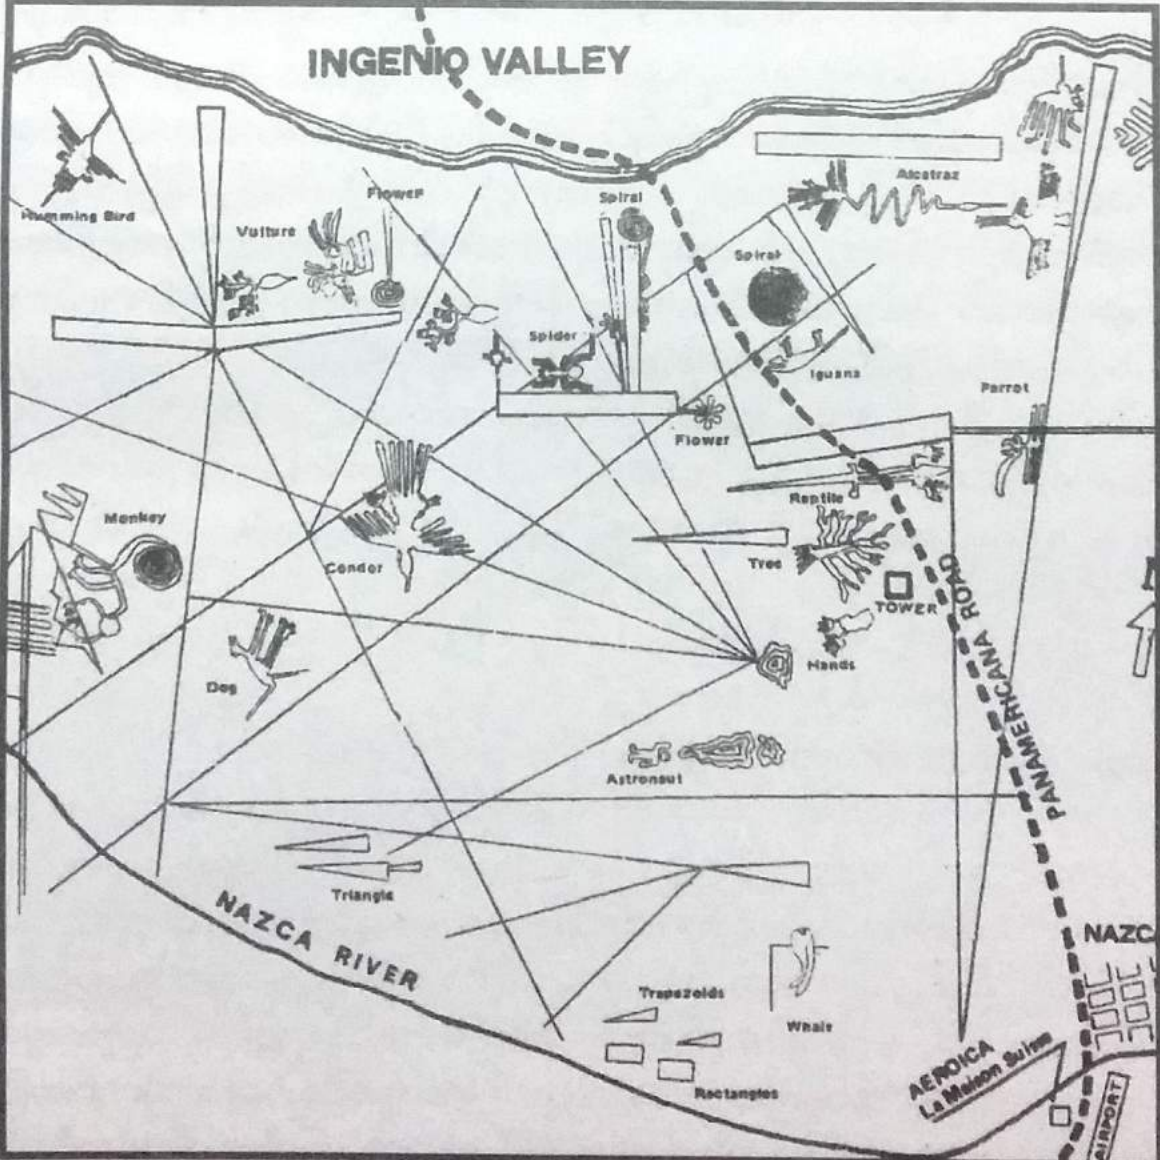 INGENIO VALLEY
Humming Bird
Flower
Vulture
Spiral
Alcatraz
Spiral
Spider
Iguana
Parrot
Flower
Reptile
Monkey
Condor
Tree
TOWER
PANAMERICANA ROAD
Hands
Dog
Astronaut
Triangle
NAZCA RIVER
NAZC
Trapezoids
Whale
Rectangles
AEROICA
La Maison Suisse
AIRPORT